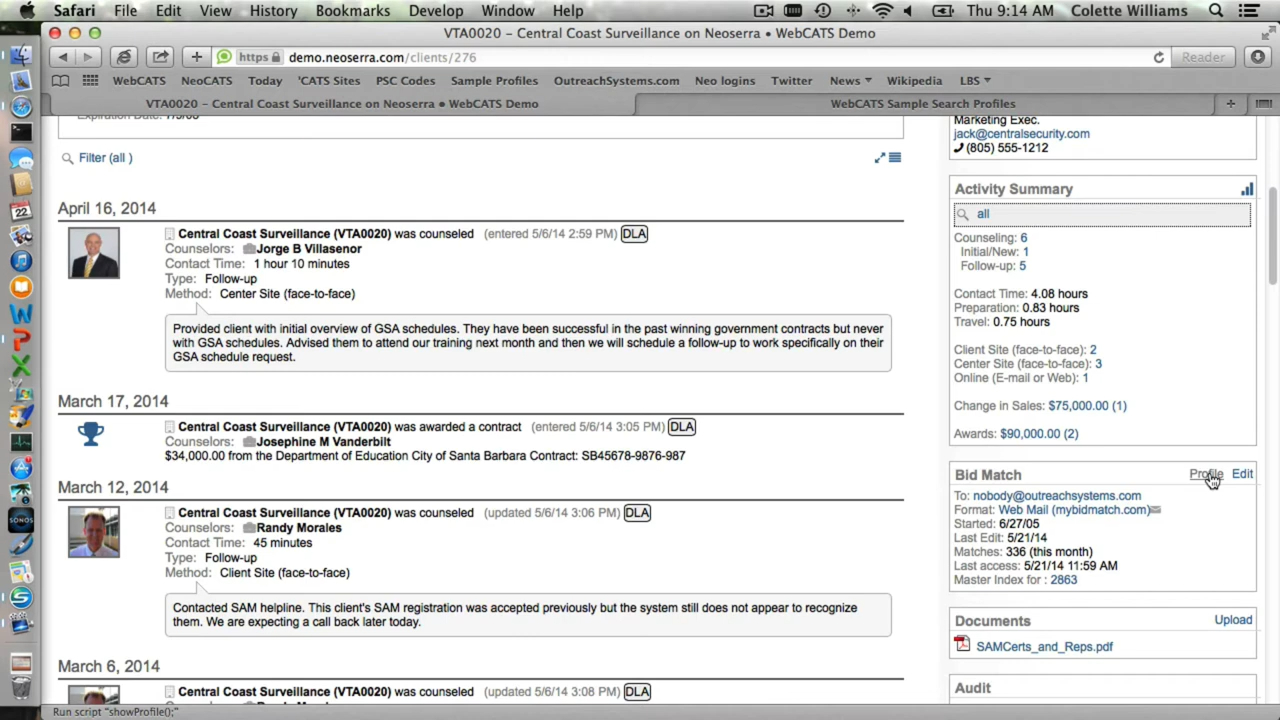 Safari File Edit View History Bookmarks Develop Window Help Thu 9:14 AM Colette Williams
VTA0020 – Central Coast Surveillance on Neoserra • WebCATS Demo
https demo.neoserra.com/clients/276 Reader
WebCATS NeoCATS Today 'CATS Sites PSC Codes Sample Profiles OutreachSystems.com Neo logins Twitter News Wikipedia LBS
VTA0020 – Central Coast Surveillance on Neoserra • WebCATS Demo WebCATS Sample Search Profiles
Filter (all )
April 16, 2014
Central Coast Surveillance (VTA0020) was counseled (entered 5/6/14 2:59 PM) DLA
Counselors: Jorge B Villasenor
Contact Time: 1 hour 10 minutes
Type: Follow-up
Method: Center Site (face-to-face)
Provided client with initial overview of GSA schedules. They have been successful in the past winning government contracts but never
with GSA schedules. Advised them to attend our training next month and then we will schedule a follow-up to work specifically on their
GSA schedule request.
March 17, 2014
Central Coast Surveillance (VTA0020) was awarded a contract (entered 5/6/14 3:05 PM) DLA
Counselors: Josephine M Vanderbilt
$34,000.00 from the Department of Education City of Santa Barbara Contract: SB45678-9876-987
March 12, 2014
Central Coast Surveillance (VTA0020) was counseled (updated 5/6/14 3:06 PM) DLA
Counselors: Randy Morales
Contact Time: 45 minutes
Type: Follow-up
Method: Client Site (face-to-face)
Contacted SAM helpline. This client's SAM registration was accepted previously but the system still does not appear to recognize
them. We are expecting a call back later today.
March 6, 2014
Central Coast Surveillance (VTA0020) was counseled (updated 5/6/14 3:08 PM) DLA
Marketing Exec.
jack@centralsecurity.com
(805) 555-1212
Activity Summary
all
Counseling: 6
Initial/New: 1
Follow-up: 5
Contact Time: 4.08 hours
Preparation: 0.83 hours
Travel: 0.75 hours
Client Site (face-to-face): 2
Center Site (face-to-face): 3
Online (E-mail or Web): 1
Change in Sales: $75,000.00 (1)
Awards: $90,000.00 (2)
Bid Match Profile Edit
To: nobody@outreachsystems.com
Format: Web Mail (mybidmatch.com)
Started: 6/27/05
Last Edit: 5/21/14
Matches: 336 (this month)
Last access: 5/21/14 11:59 AM
Master Index for : 2863
Documents Upload
SAMCerts_and_Reps.pdf
Audit
Run script "showProfile();"